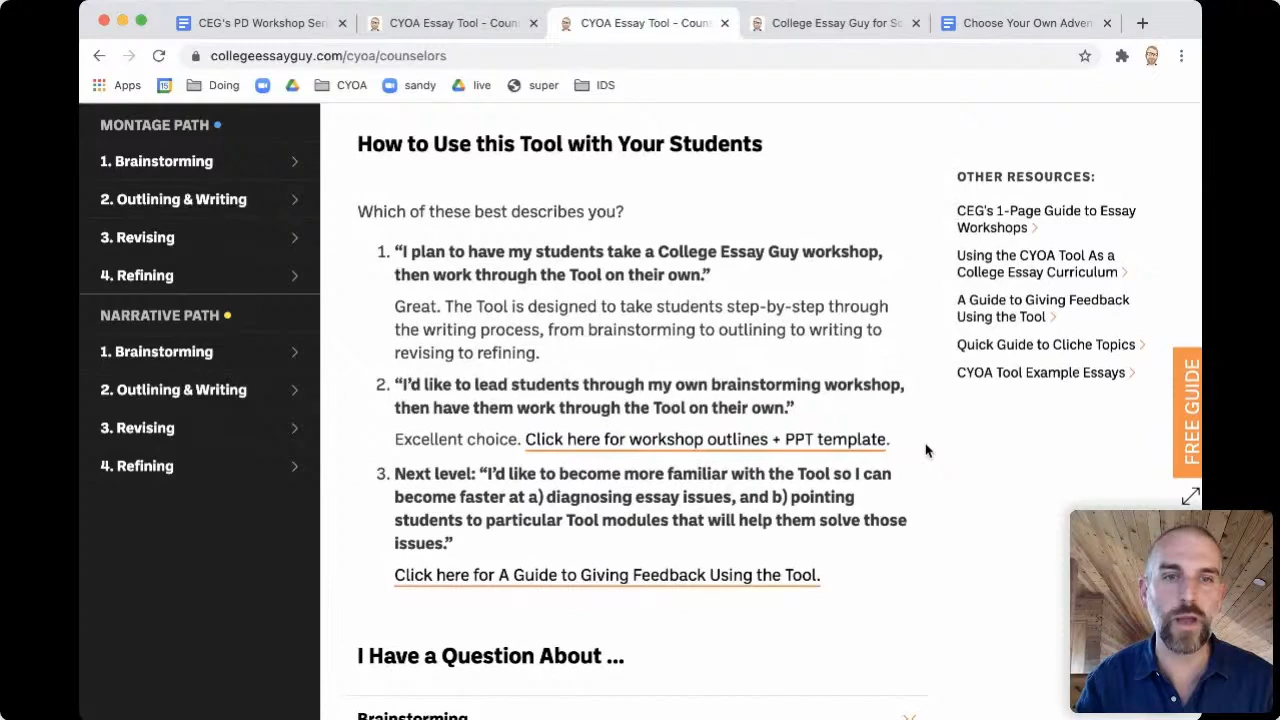 CEG's PD Workshop Ser
CYOA Essay Tool – Coun
CYOA Essay Tool – Coun
College Essay Guy for Sc
Choose Your Own Adven
collegeessayguy.com/cyoa/counselors
Apps
Doing
CYOA
sandy
live
super
IDS
MONTAGE PATH
1. Brainstorming
2. Outlining & Writing
3. Revising
4. Refining
NARRATIVE PATH
1. Brainstorming
2. Outlining & Writing
3. Revising
4. Refining
How to Use this Tool with Your Students
Which of these best describes you?
1. “I plan to have my students take a College Essay Guy workshop,
then work through the Tool on their own.”
Great. The Tool is designed to take students step-by-step through
the writing process, from brainstorming to outlining to writing to
revising to refining.
2. “I’d like to lead students through my own brainstorming workshop,
then have them work through the Tool on their own.”
Excellent choice. Click here for workshop outlines + PPT template.
3. Next level: “I’d like to become more familiar with the Tool so I can
become faster at a) diagnosing essay issues, and b) pointing
students to particular Tool modules that will help them solve those
issues.”
Click here for A Guide to Giving Feedback Using the Tool.
I Have a Question About ...
Brainstorming
OTHER RESOURCES:
CEG's 1-Page Guide to Essay
Workshops
Using the CYOA Tool As a
College Essay Curriculum
A Guide to Giving Feedback
Using the Tool
Quick Guide to Cliche Topics
CYOA Tool Example Essays
FREE GUIDE